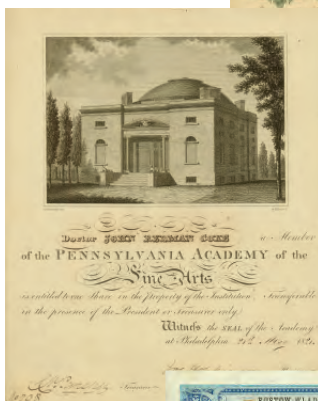 Doctor JOHN REDMAN COXE is Member
of the PENNSYLVANIA ACADEMY of the
Fine Arts
is entitled to one Share in the Property of the Institution; Transferable
in the presence of the President or Treasurer only.
Witness the SEAL of the Academy
at Philadelphia
Treasurer